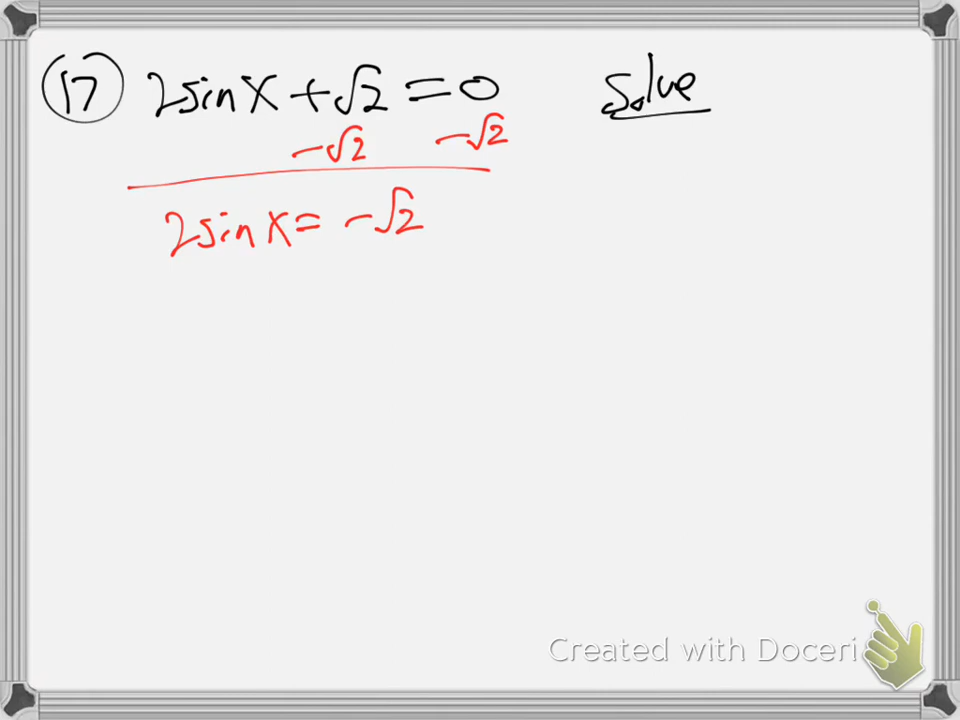 17 2sinx + √2 = 0 solve
-√2 -√2
2sinx = -√2
Created with Doceri